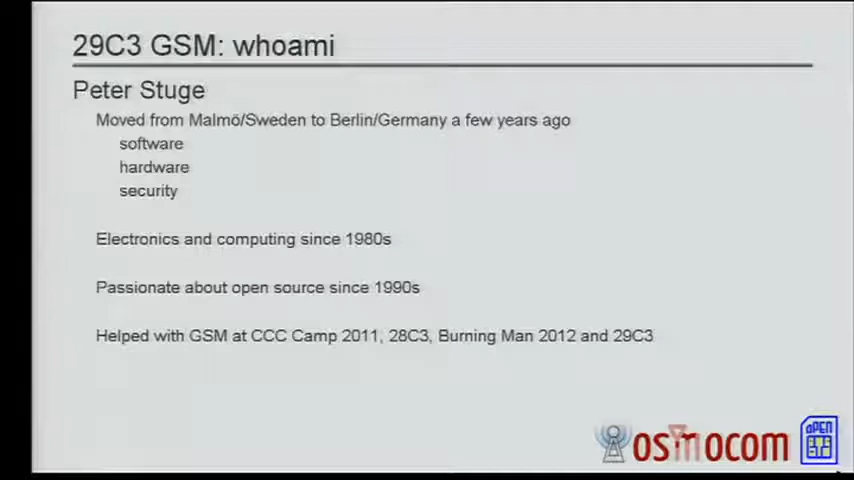 29C3 GSM: whoami
Peter Stuge
Moved from Malmö/Sweden to Berlin/Germany a few years ago
software
hardware
security
Electronics and computing since 1980s
Passionate about open source since 1990s
Helped with GSM at CCC Camp 2011, 28C3, Burning Man 2012 and 29C3
osmocom
OPEN